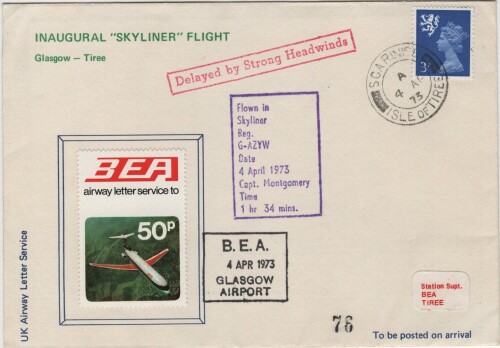 INAUGURAL "SKYLINER" FLIGHT
Glasgow — Tiree
Delayed by Strong Headwinds
3
SCARINISH
A
4 AP
73
ISLE OF TIREE
Flown in
Skyliner
Reg.
G-AZYW
Date
4 April 1973
Capt. Montgomery
Time
1 hr 34 mins.
BEA
airway letter service to
50p
B.E.A.
4 APR 1973
GLASGOW
AIRPORT
Station Supt.
BEA
TIREE
UK Airway Letter Service
76
To be posted on arrival